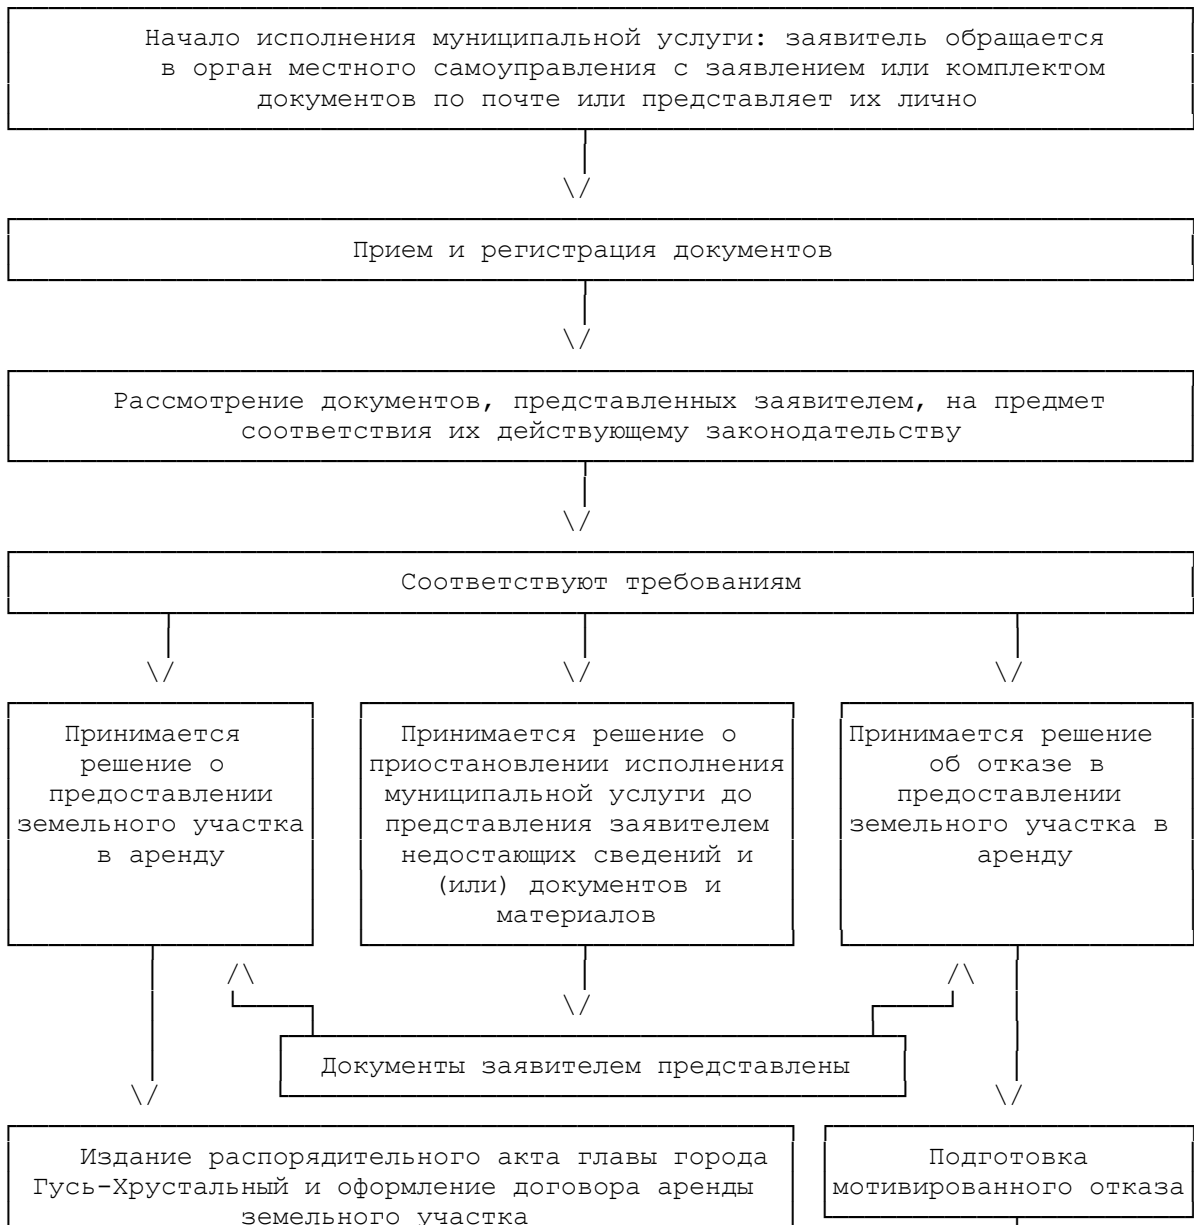 Начало исполнения муниципальной услуги: заявитель обращается
в орган местного самоуправления с заявлением или комплектом
документов по почте или представляет их лично
Прием и регистрация документов
Рассмотрение документов, представленных заявителем, на предмет
соответствия их действующему законодательству
Соответствуют требованиям
Принимается
решение о
предоставлении
земельного участка
в аренду
Принимается решение о
приостановлении исполнения
муниципальной услуги до
представления заявителем
недостающих сведений и
(или) документов и
материалов
Принимается решение
об отказе в
предоставлении
земельного участка в
аренду
Документы заявителем представлены
Издание распорядительного акта главы города
Гусь-Хрустальный и оформление договора аренды
земельного участка
Подготовка
мотивированного отказа